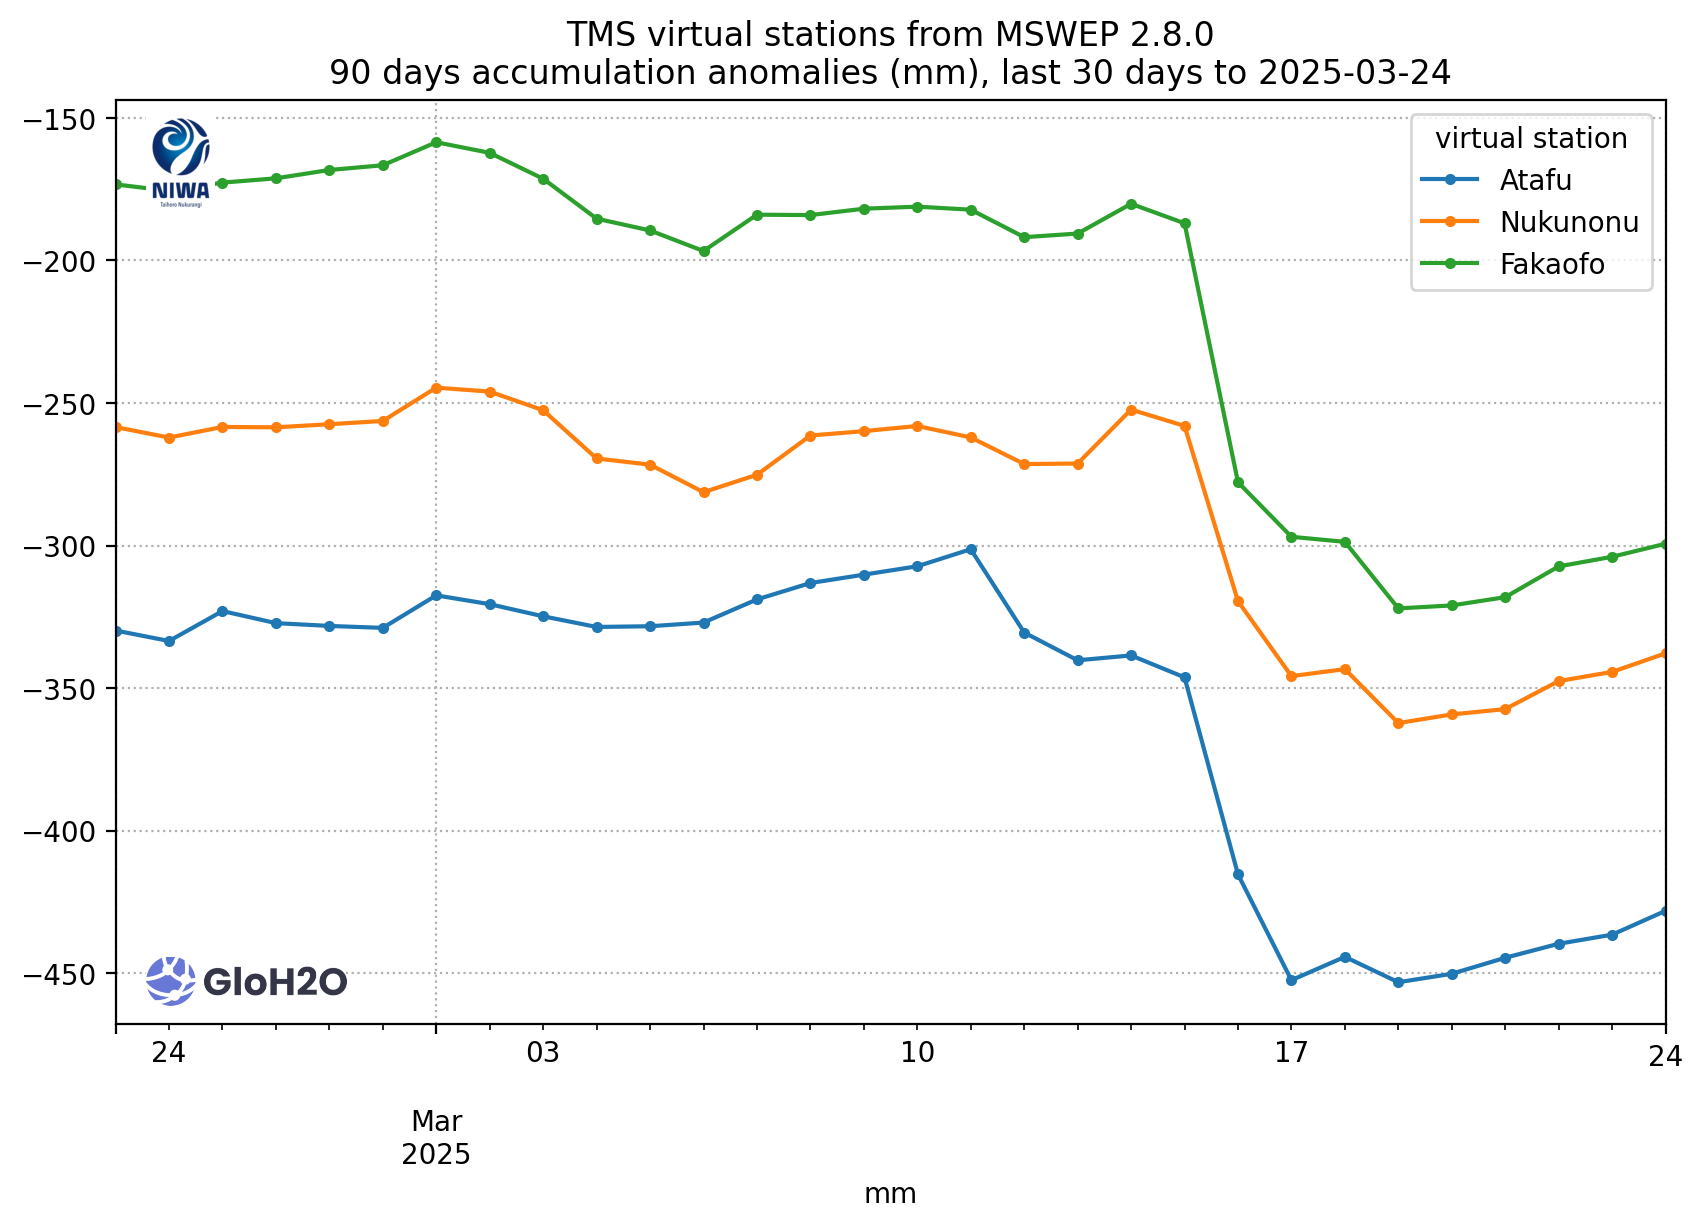 TMS virtual stations from MSWEP 2.8.0
90 days accumulation anomalies (mm), last 30 days to 2025-03-24
−150
−200
−250
−300
−350
−400
−450
NIWA
Taihoro Nukurangi
virtual station
Atafu
Nukunonu
Fakaofo
GloH2O
24
03
10
17
24
Mar
2025
mm